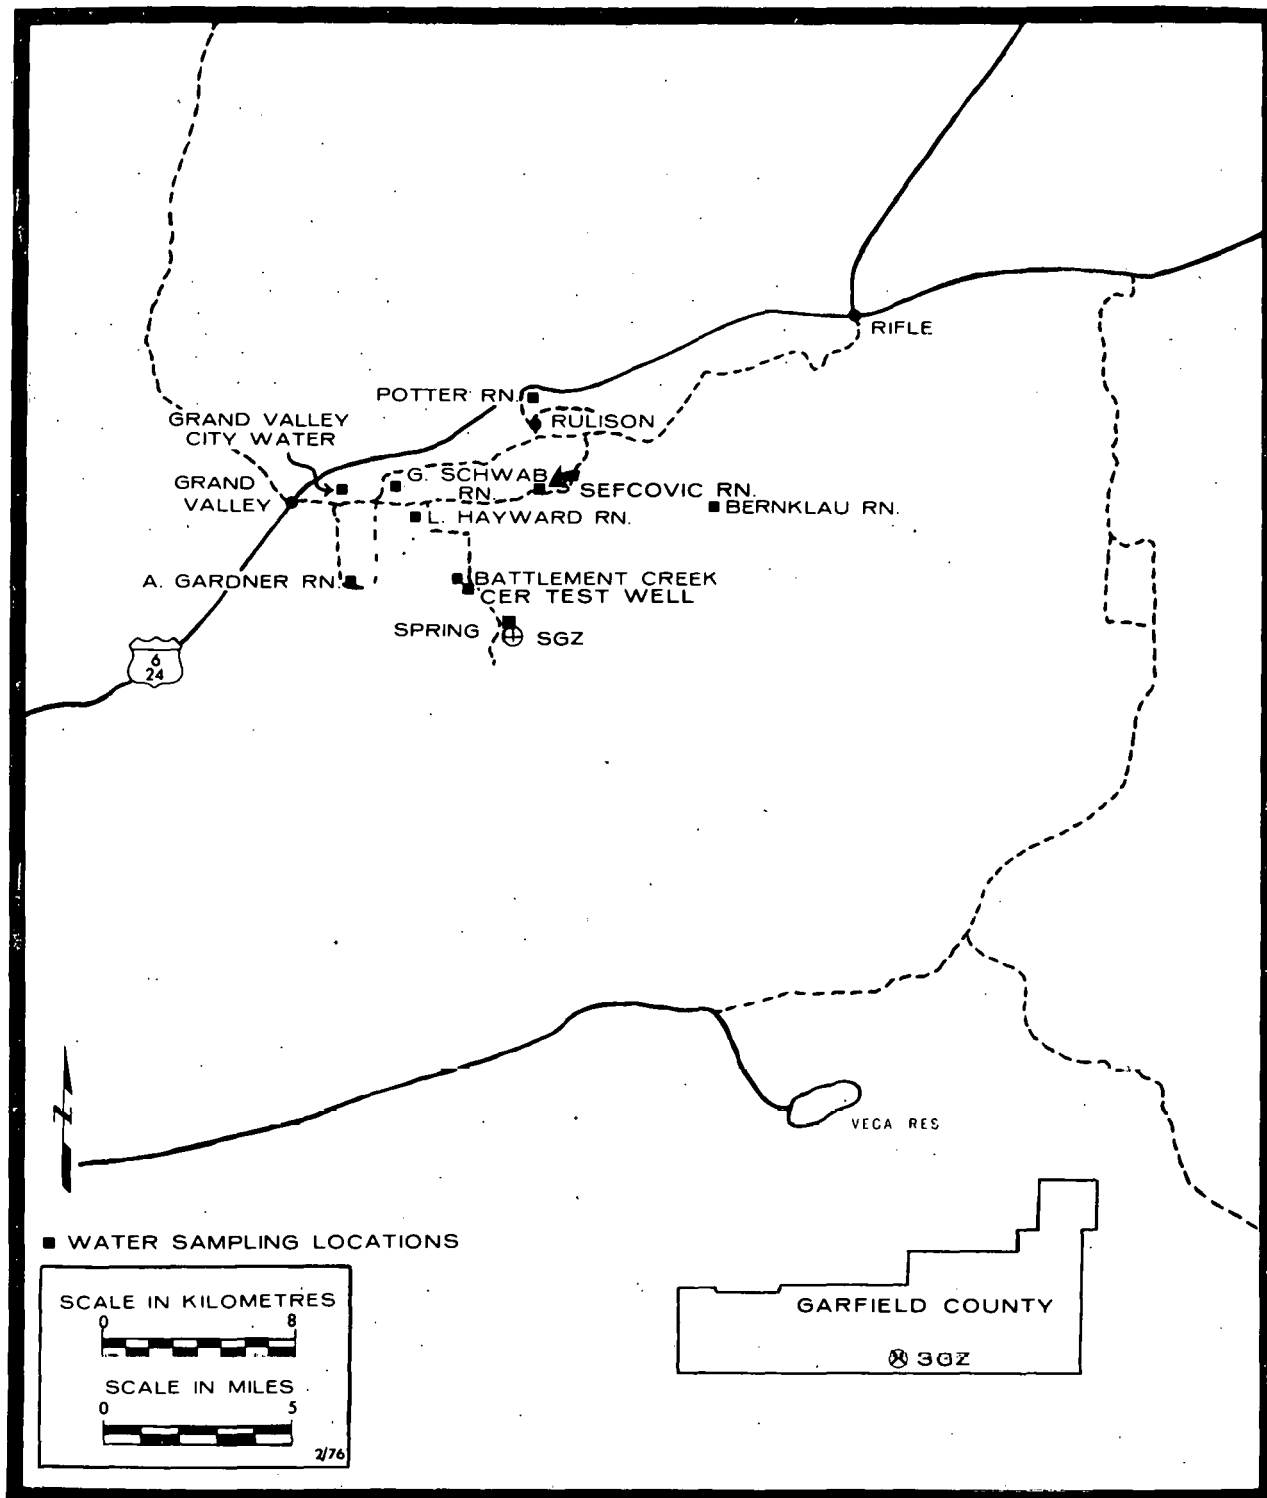 RIFLE
POTTER RN.
GRAND VALLEY
CITY WATER
RULISON
GRAND
VALLEY
G. SCHWAB
RN.
SEFCOVIC RN.
BERNKLAU RN.
L. HAYWARD RN.
A. GARDNER RN.
BATTLEMENT CREEK
CER TEST WELL
SPRING
SGZ
6
24
N
VEGA RES
WATER SAMPLING LOCATIONS
SCALE IN KILOMETRES
0 8
SCALE IN MILES
0 5
2/76
GARFIELD COUNTY
SGZ